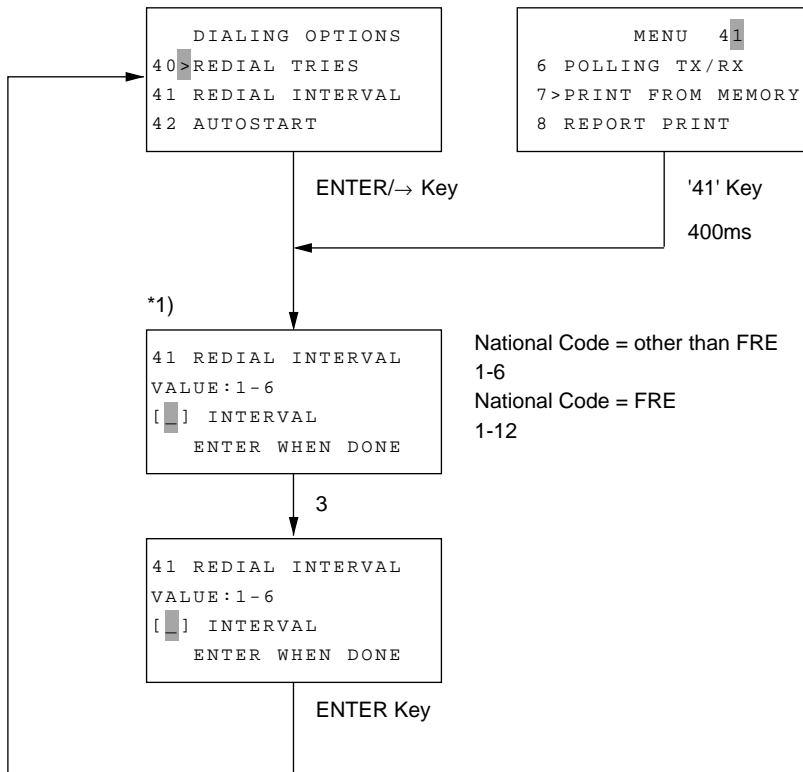 DIALING OPTIONS
40>REDIAL TRIES
41 REDIAL INTERVAL
42 AUTOSTART
MENU 41
6 POLLING TX/RX
7>PRINT FROM MEMORY
8 REPORT PRINT
ENTER/→ Key
'41' Key
400ms
*1)
41 REDIAL INTERVAL
VALUE:1-6
[_] INTERVAL
ENTER WHEN DONE
National Code = other than FRE
1-6
National Code = FRE
1-12
3
41 REDIAL INTERVAL
VALUE:1-6
[_] INTERVAL
ENTER WHEN DONE
ENTER Key